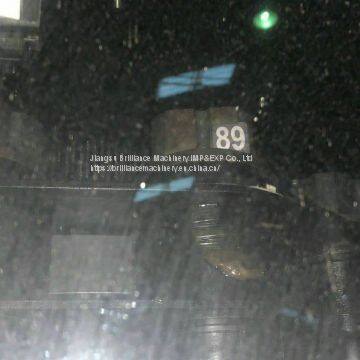 89
Jiangsu Brilliance Machinery IMP&EXP Co., Ltd
https://brilliancemachinery.en.china.cn/